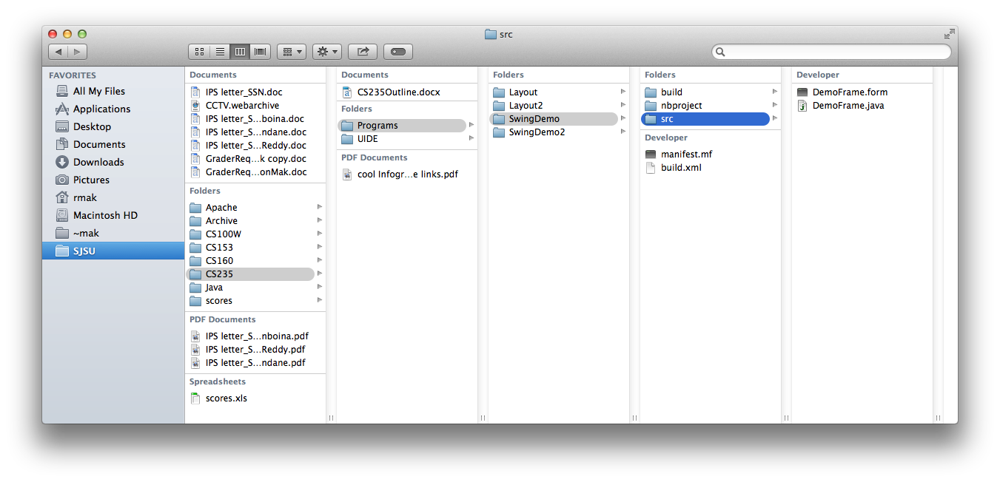 src
FAVORITES
All My Files
Applications
Desktop
Documents
Downloads
Pictures
rmak
Macintosh HD
~mak
SJSU
Documents
IPS letter_SSN.doc
CCTV.webarchive
IPS letter_S...boina.doc
IPS letter_S...ndane.doc
IPS letter_S...Reddy.doc
GraderReq...k copy.doc
GraderReq...onMak.doc
Folders
Apache
Archive
CS100W
CS153
CS160
CS235
Java
scores
PDF Documents
IPS letter_S...nboina.pdf
IPS letter_S...Reddy.pdf
IPS letter_S...ndane.pdf
Spreadsheets
scores.xls
Documents
CS235Outline.docx
Folders
Programs
UIDE
PDF Documents
cool Infogr...e links.pdf
Folders
Layout
Layout2
SwingDemo
SwingDemo2
Folders
build
nbproject
src
Developer
manifest.mf
build.xml
Developer
DemoFrame.form
DemoFrame.java